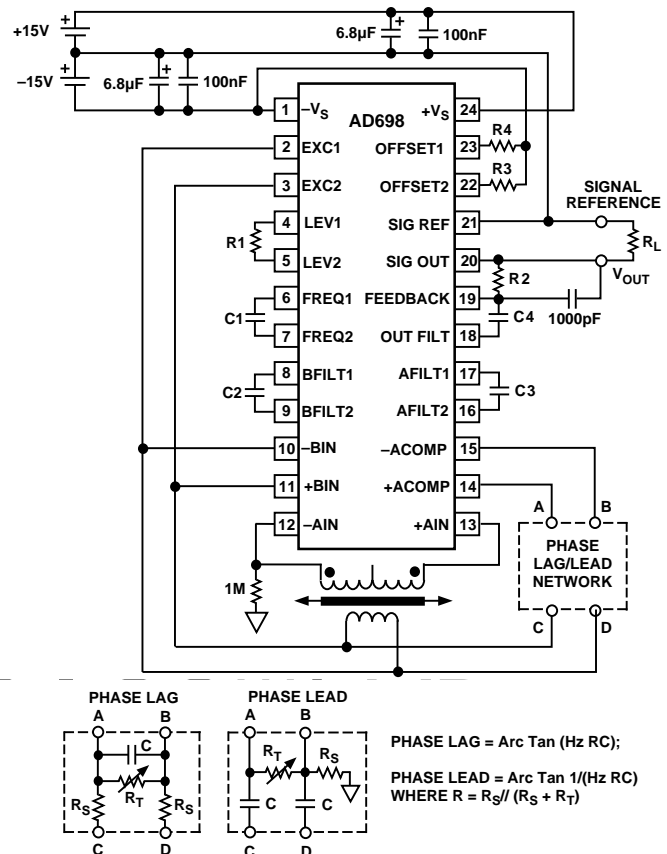 +15V
6.8µF + 100nF
–15V
6.8µF + 100nF
AD698
1 –VS +VS 24
2 EXC1 OFFSET1 23 R4
3 EXC2 OFFSET2 22 R3
SIGNAL
REFERENCE
4 LEV1 SIG REF 21
R1
RL
5 LEV2 SIG OUT 20
VOUT
R2
6 FREQ1 FEEDBACK 19
C1
C4
1000pF
7 FREQ2 OUT FILT 18
8 BFILT1 AFILT1 17
C2
C3
9 BFILT2 AFILT2 16
10 –BIN –ACOMP 15
11 +BIN +ACOMP 14
A B
12 –AIN +AIN 13
PHASE
LAG/LEAD
NETWORK
1M
C D
PHASE LAG
A B
C
RT
RS RS
C D
PHASE LEAD
A B
RT RS
C C
C D
PHASE LAG = Arc Tan (Hz RC);
PHASE LEAD = Arc Tan 1/(Hz RC)
WHERE R = RS// (RS + RT)